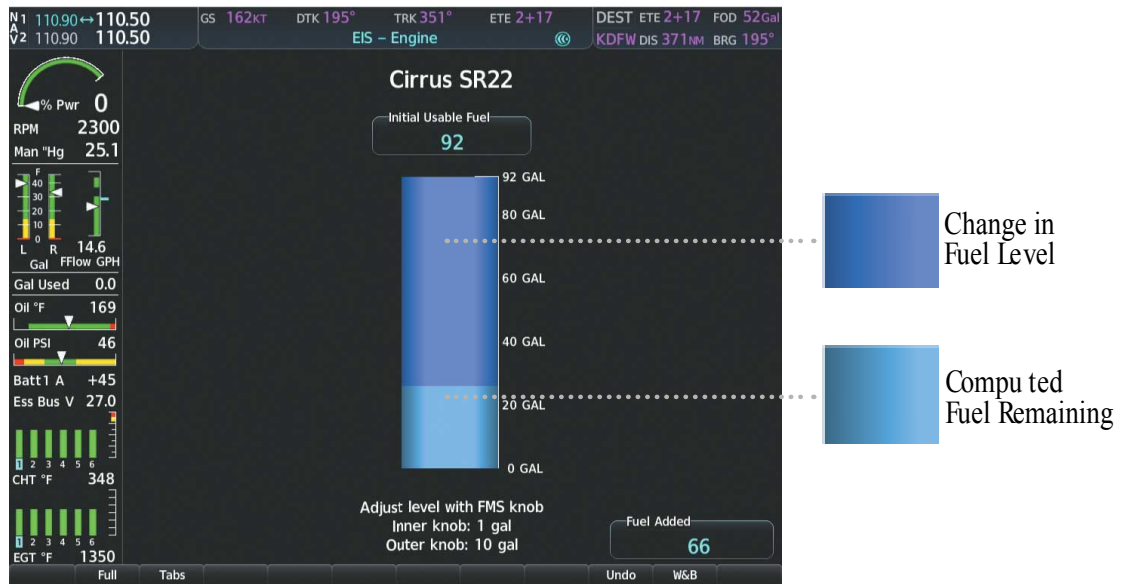 N1 110.90↔110.50 GS 162KT DTK 195° TRK 351° ETE 2+17 DEST ETE 2+17 FOD 52Gal
A
V2 110.90 110.50 EIS – Engine KDFW DIS 371NM BRG 195°
Cirrus SR22
% Pwr 0
RPM 2300
Man "Hg 25.1
Initial Usable Fuel
92
F
40
30
20
10
0
L R 14.6
Gal FFlow GPH
Gal Used 0.0
Oil °F 169
Oil PSI 46
Batt1 A +45
Ess Bus V 27.0
1 2 3 4 5 6
CHT °F 348
1 2 3 4 5 6
EGT °F 1350
92 GAL
80 GAL
60 GAL
40 GAL
20 GAL
0 GAL
Change in
Fuel Level
Compu ted
Fuel Remaining
Adjust level with FMS knob
Inner knob: 1 gal
Outer knob: 10 gal
Fuel Added
66
Full Tabs Undo W&B